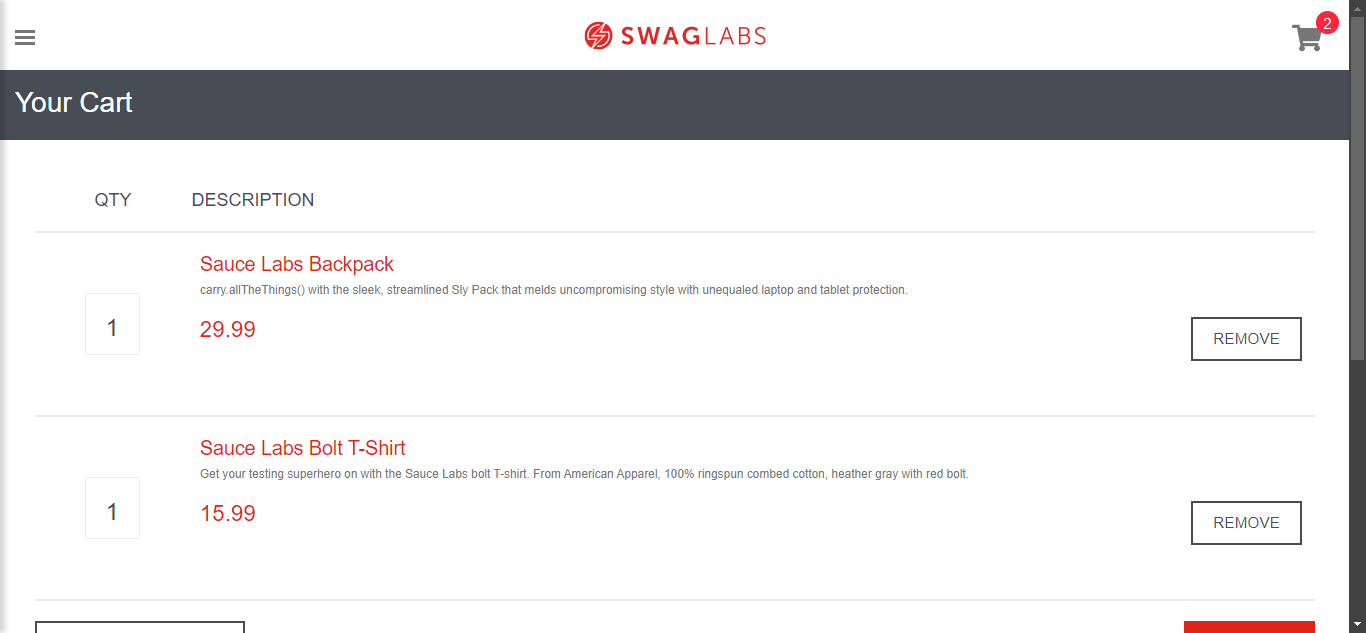 SWAGLABS
2
Your Cart
QTY DESCRIPTION
Sauce Labs Backpack
carry.allTheThings() with the sleek, streamlined Sly Pack that melds uncompromising style with unequaled laptop and tablet protection.
1
29.99
REMOVE
Sauce Labs Bolt T-Shirt
Get your testing superhero on with the Sauce Labs bolt T-shirt. From American Apparel, 100% ringspun combed cotton, heather gray with red bolt.
1
15.99
REMOVE